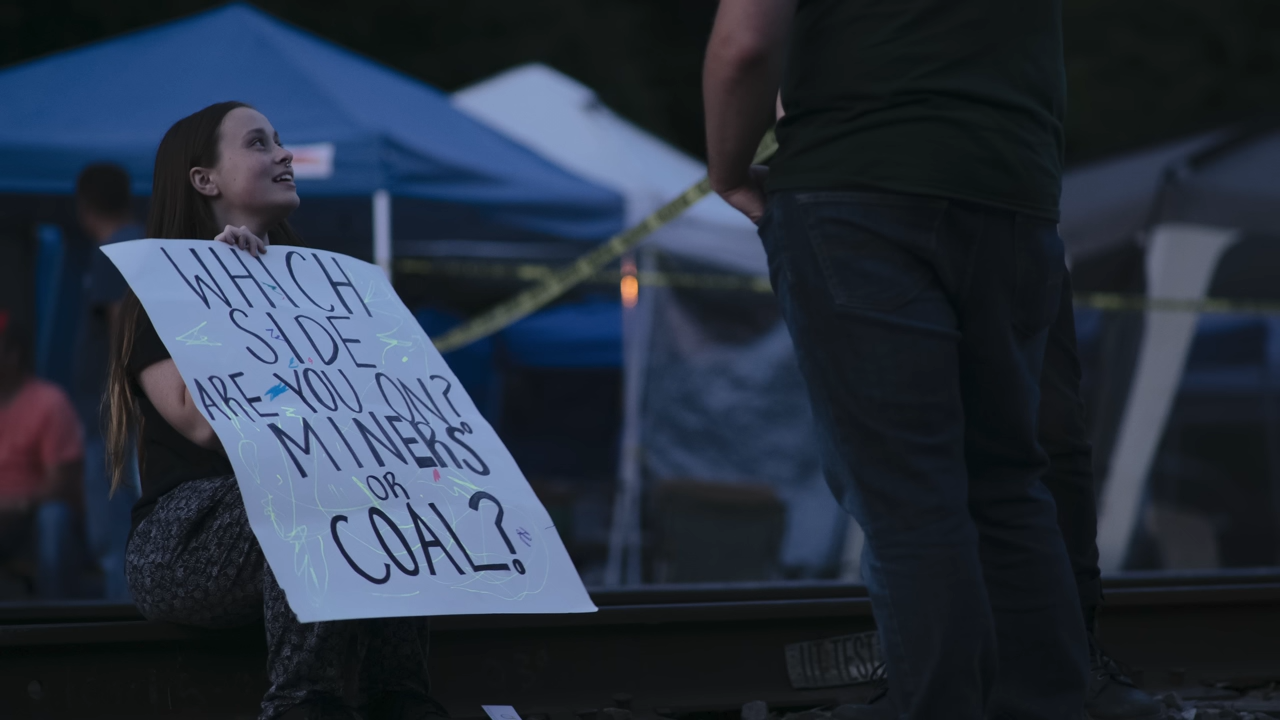 WHICH
SIDE
ARE YOU ON?
MINERS
OR
COAL?